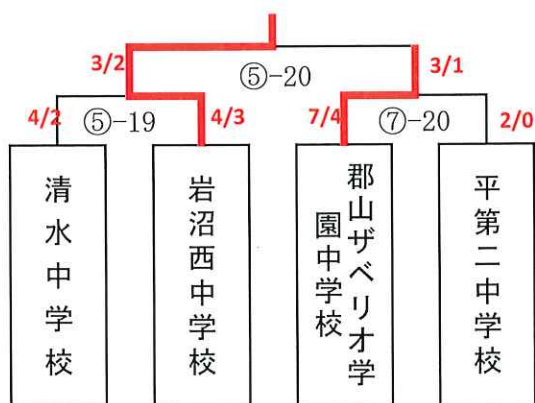 3/2
⑤-20
3/1
4/2
⑤-19
4/3
7/4
⑦-20
2/0
清水中学校
岩沼西中学校
郡山ザベリオ学
園中学校
平第二中学校